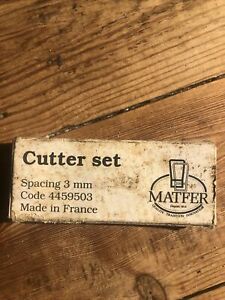 Cutter set
Spacing 3 mm
Code 4459503
Made in France
MATFER